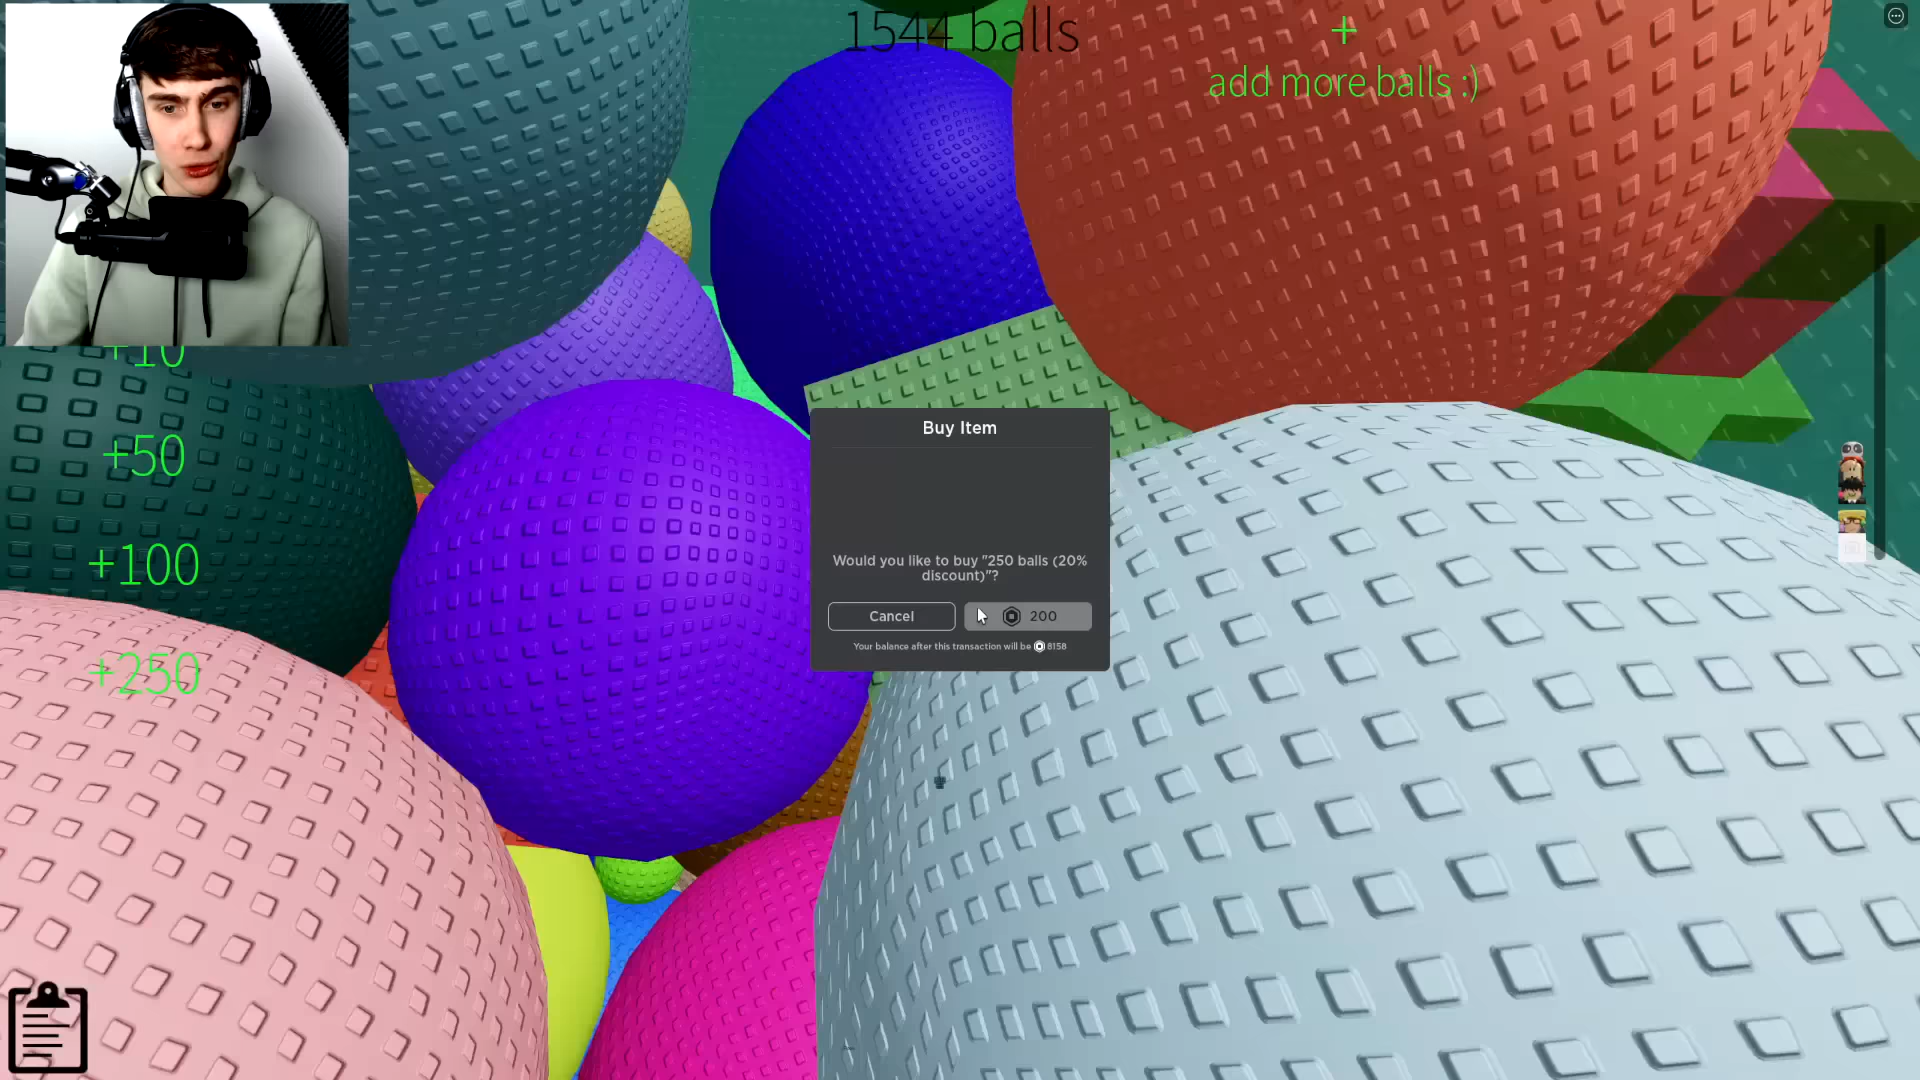 1544 balls
+
add more balls :)
+10
+50
+100
+250
Buy Item
Would you like to buy "250 balls (20%
discount)"?
Cancel
200
Your balance after this transaction will be 8158